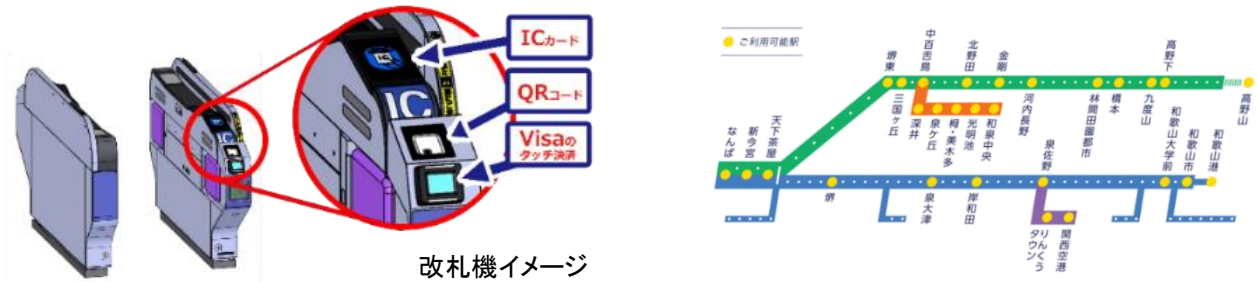 ICカード
IC
QRコード
Visaの
タッチ決済
改札機イメージ
ご利用可能駅
なんば
新今宮
天下茶屋
堺東
三国ヶ丘
中百舌鳥
深井
泉ケ丘
栂・美木多
光明池
和泉中央
北野田
金剛
河内長野
林間田園都市
橋本
九度山
高野下
高野山
堺
泉大津
岸和田
泉佐野
りんくう
タウン
関西空港
和歌山大学前
和歌山市
和歌山港